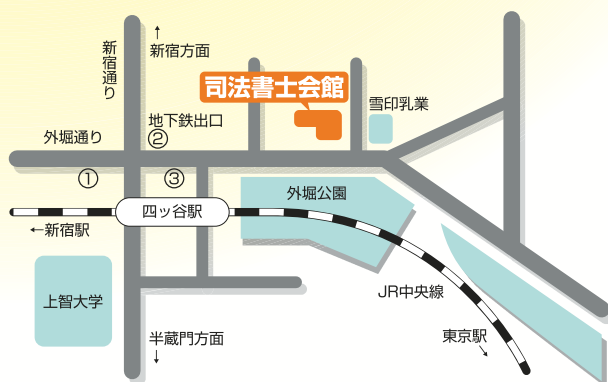 新宿通り
↑
新宿方面
司法書士会館
雪印乳業
外堀通り
地下鉄出口
②
①
③
外堀公園
四ッ谷駅
←新宿駅
上智大学
JR中央線
半蔵門方面
↓
東京駅
↘